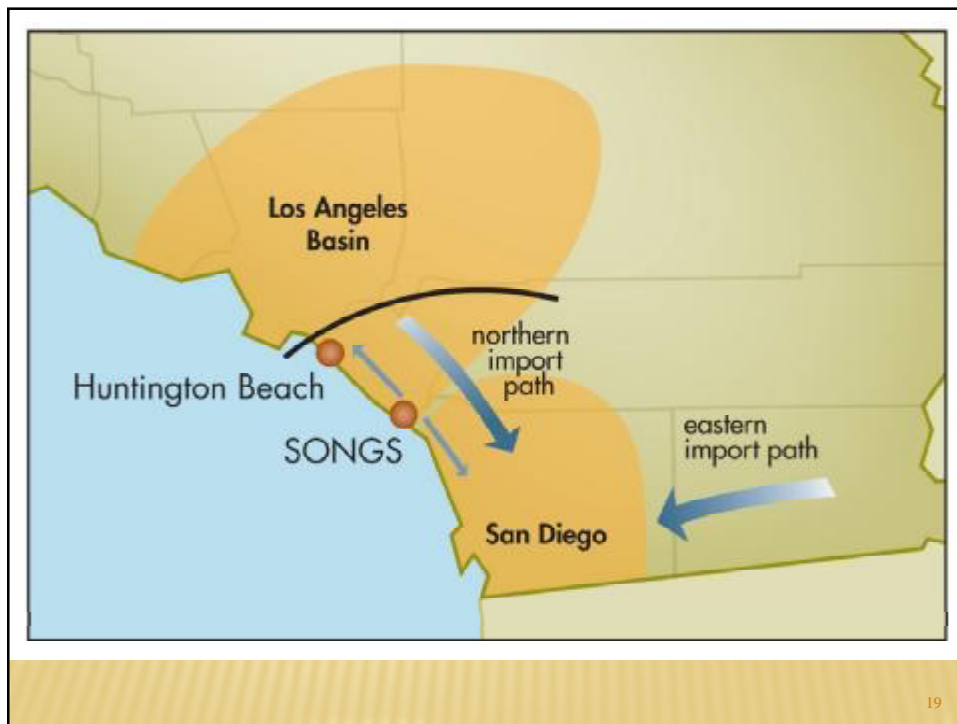 Los Angeles
Basin
northern
import
path
Huntington Beach
eastern
import path
SONGS
San Diego
19